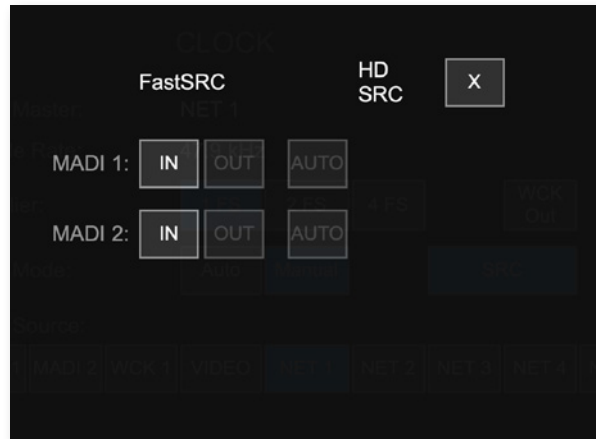 CLOCK
FastSRC
HD
SRC
X
Master:
NET 1
MADI 1:
IN
OUT
AUTO
4 FS
WCK
Out
MADI 2:
IN
OUT
AUTO
Mode
Auto
Manual
SRC
Source:
MADI 2
WCK 1
VIDEO
NET 1
NET 2
NET 3
NET 4